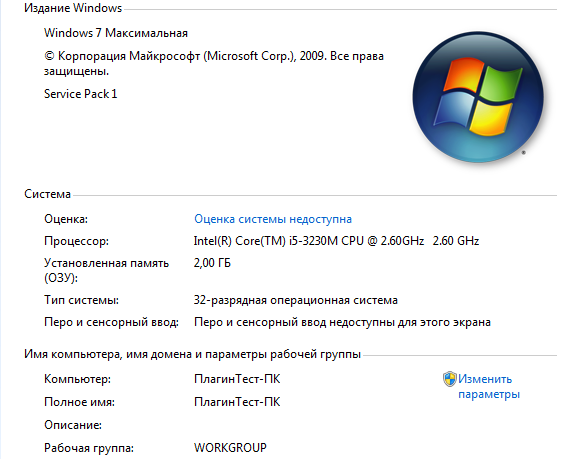 Издание Windows
Windows 7 Максимальная
© Корпорация Майкрософт (Microsoft Corp.), 2009. Все права
защищены.
Service Pack 1
Система
Оценка: Оценка системы недоступна
Процессор: Intel(R) Core(TM) i5-3230M CPU @ 2.60GHz 2.60 GHz
Установленная память
(ОЗУ): 2,00 ГБ
Тип системы: 32-разрядная операционная система
Перо и сенсорный ввод: Перо и сенсорный ввод недоступны для этого экрана
Имя компьютера, имя домена и параметры рабочей группы
Компьютер: ПлагинТест-ПК Изменить
параметры
Полное имя: ПлагинТест-ПК
Описание:
Рабочая группа: WORKGROUP